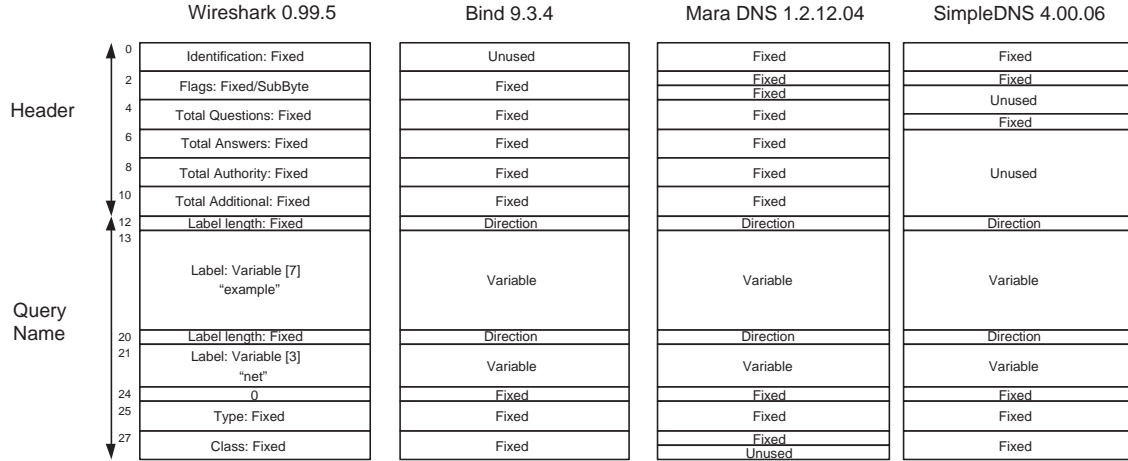 Wireshark 0.99.5 Bind 9.3.4 Mara DNS 1.2.12.04 SimpleDNS 4.00.06
0 Identification: Fixed Unused Fixed Fixed
2 Flags: Fixed/SubByte Fixed Fixed Fixed
Fixed
Header
4 Total Questions: Fixed Fixed Fixed Unused
Fixed
6 Total Answers: Fixed Fixed Fixed
8 Total Authority: Fixed Fixed Fixed Unused
10 Total Additional: Fixed Fixed Fixed
12 Label length: Fixed Direction Direction Direction
13
Label: Variable [7] Variable Variable Variable
“example”
Query
Name
20 Label length: Fixed Direction Direction Direction
21 Label: Variable [3] Variable Variable Variable
“net”
24 0 Fixed Fixed Fixed
25 Type: Fixed Fixed Fixed Fixed
27 Class: Fixed Fixed Fixed Fixed
Unused